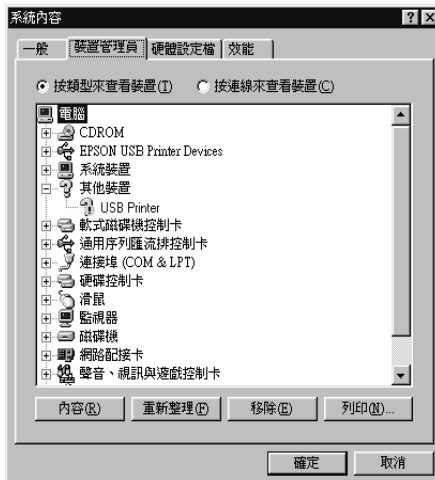 系統內容
一般 裝置管理員 硬體設定檔 效能
按類型來查看裝置(T) 按連線來查看裝置(C)
電腦
CDROM
EPSON USB Printer Devices
系統裝置
其他裝置
USB Printer
軟式磁碟機控制卡
通用序列匯流排控制卡
連接埠 (COM & LPT)
硬碟控制卡
滑鼠
監視器
磁碟機
網路配接卡
聲音、視訊與遊戲控制卡
內容(R) 重新整理(F) 移除(E) 列印(N)...
確定 取消